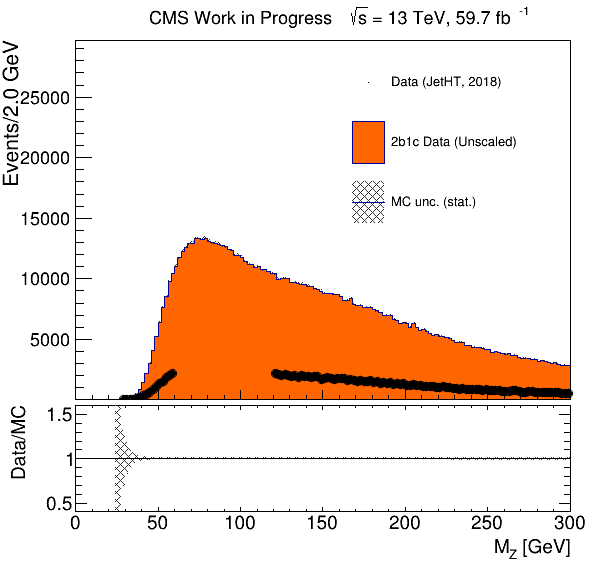 CMS Work in Progress √s = 13 TeV, 59.7 fb -1
Events/2.0 GeV
25000
20000
15000
10000
5000
Data (JetHT, 2018)
2b1c Data (Unscaled)
MC unc. (stat.)
Data/MC
1.5
1
0.5
0 50 100 150 200 250 300
M_Z [GeV]